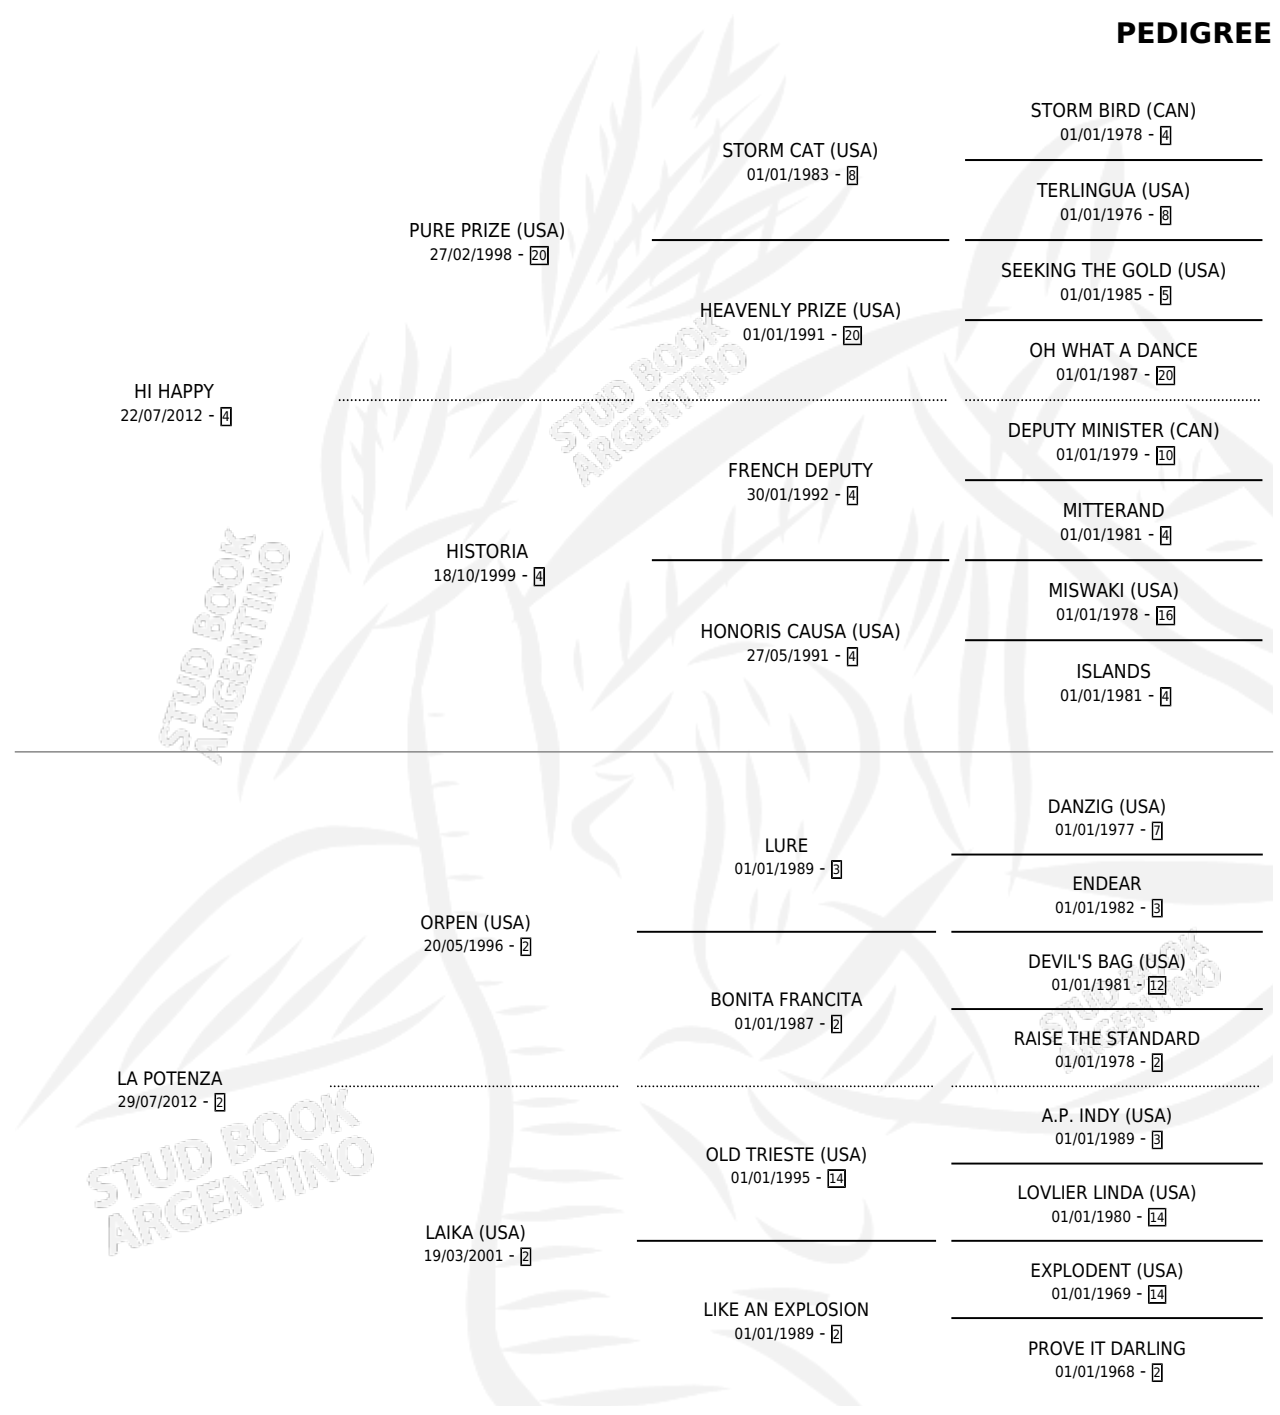 PEDIGREE
STORM BIRD (CAN)
01/01/1978 - 4
STORM CAT (USA)
01/01/1983 - 8
TERLINGUA (USA)
01/01/1976 - 8
PURE PRIZE (USA)
27/02/1998 - 20
SEEKING THE GOLD (USA)
01/01/1985 - 5
HEAVENLY PRIZE (USA)
01/01/1991 - 20
OH WHAT A DANCE
01/01/1987 - 20
HI HAPPY
22/07/2012 - 4
DEPUTY MINISTER (CAN)
01/01/1979 - 10
FRENCH DEPUTY
30/01/1992 - 4
MITTERAND
01/01/1981 - 4
HISTORIA
18/10/1999 - 4
MISWAKI (USA)
01/01/1978 - 16
HONORIS CAUSA (USA)
27/05/1991 - 4
ISLANDS
01/01/1981 - 4
DANZIG (USA)
01/01/1977 - 7
LURE
01/01/1989 - 3
ENDEAR
01/01/1982 - 3
ORPEN (USA)
20/05/1996 - 2
DEVIL'S BAG (USA)
01/01/1981 - 12
BONITA FRANCITA
01/01/1987 - 2
RAISE THE STANDARD
01/01/1978 - 2
LA POTENZA
29/07/2012 - 2
A.P. INDY (USA)
01/01/1989 - 3
OLD TRIESTE (USA)
01/01/1995 - 14
LOVLIER LINDA (USA)
01/01/1980 - 14
LAIKA (USA)
19/03/2001 - 2
EXPLODENT (USA)
01/01/1969 - 14
LIKE AN EXPLOSION
01/01/1989 - 2
PROVE IT DARLING
01/01/1968 - 2
STUD BOOK
ARGENTINO
STUD BOOK
ARGENTINO
STUD BOOK
ARGENTINO
STUD BOOK
ARGENTINO